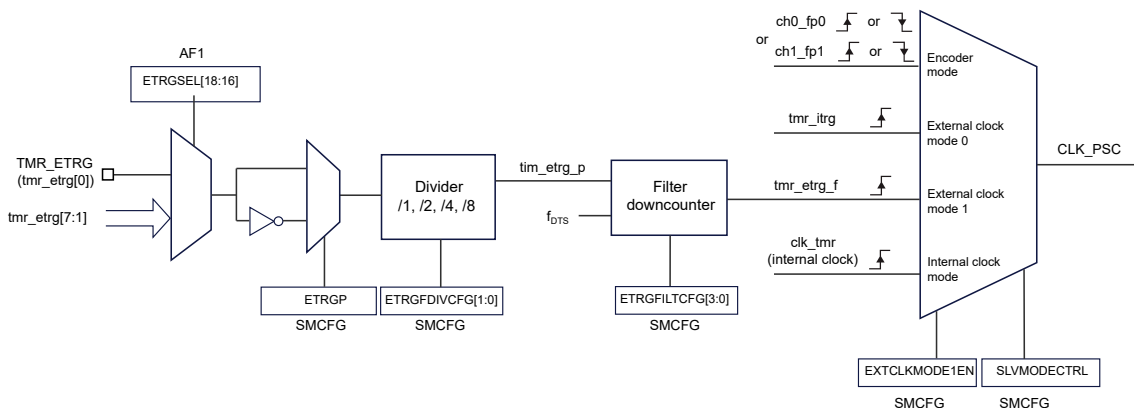 AF1
ETRGSEL[18:16]
TMR_ETRG
(tmr_etrg[0])
tmr_etrg[7:1]
ETRGP
SMCFG
Divider
/1, /2, /4, /8
ETRGFDIVCFG[1:0]
SMCFG
tim_etrg_p
fDTS
Filter
downcounter
ETRGFILTCFG[3:0]
SMCFG
ch0_fp0 or
or
ch1_fp1 or
tmr_itrg
tmr_etrg_f
clk_tmr
(internal clock)
Encoder
mode
External clock
mode 0
External clock
mode 1
Internal clock
mode
CLK_PSC
EXTCLKMODE1EN
SMCFG
SLVMODECTRL
SMCFG